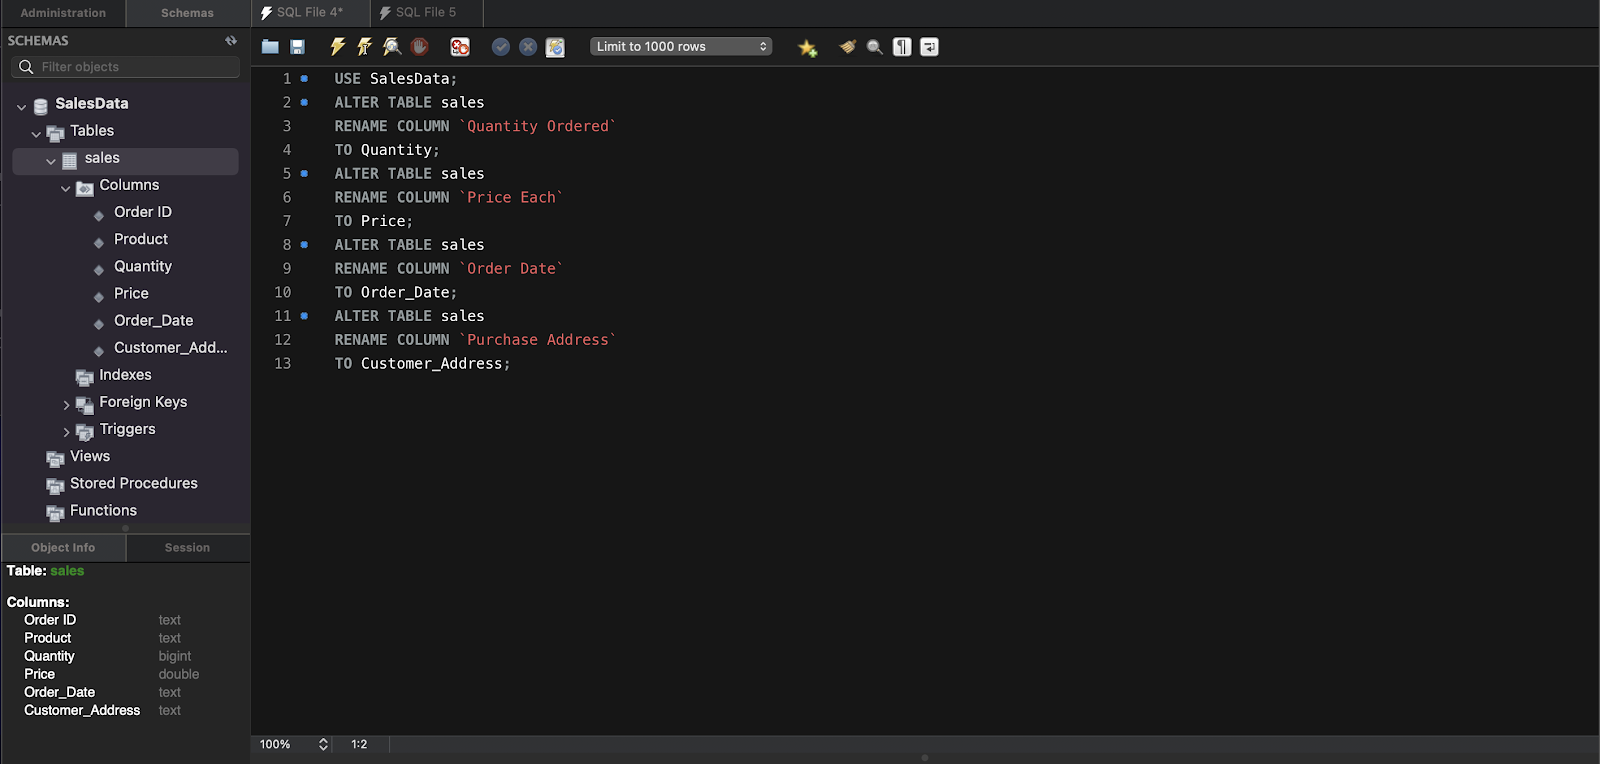 Administration
Schemas
SQL File 4*
SQL File 5
SCHEMAS
Filter objects
Limit to 1000 rows
SalesData
Tables
sales
Columns
Order ID
Product
Quantity
Price
Order_Date
Customer_Add...
Indexes
Foreign Keys
Triggers
Views
Stored Procedures
Functions
Object Info
Session
Table: sales
Columns:
Order ID text
Product text
Quantity bigint
Price double
Order_Date text
Customer_Address text
1 USE SalesData;
2 ALTER TABLE sales
3 RENAME COLUMN `Quantity Ordered`
4 TO Quantity;
5 ALTER TABLE sales
6 RENAME COLUMN `Price Each`
7 TO Price;
8 ALTER TABLE sales
9 RENAME COLUMN `Order Date`
10 TO Order_Date;
11 ALTER TABLE sales
12 RENAME COLUMN `Purchase Address`
13 TO Customer_Address;
100%
1:2